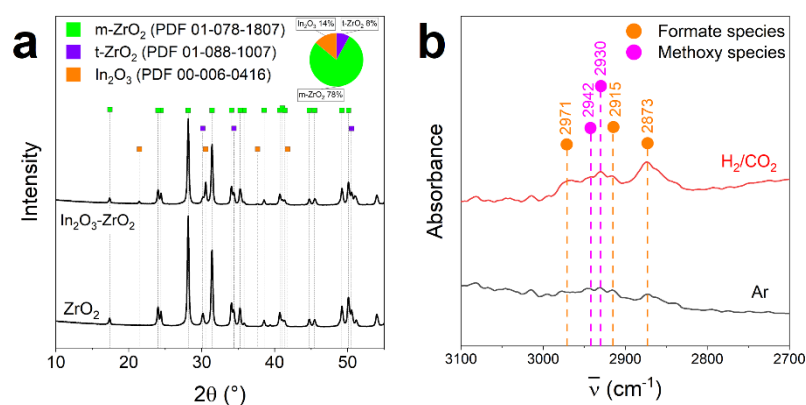 a
m-ZrO₂ (PDF 01-078-1807)
t-ZrO₂ (PDF 01-088-1007)
In₂O₃ (PDF 00-006-0416)
In₂O₃ 14%
t-ZrO₂ 8%
m-ZrO₂ 78%
Intensity
In₂O₃-ZrO₂
ZrO₂
10 20 30 40 50
2θ (°)
b
Formate species
Methoxy species
2971
2942
2930
2915
2873
H₂/CO₂
Ar
Absorbance
3100 3000 2900 2800 2700
ν̅ (cm⁻¹)